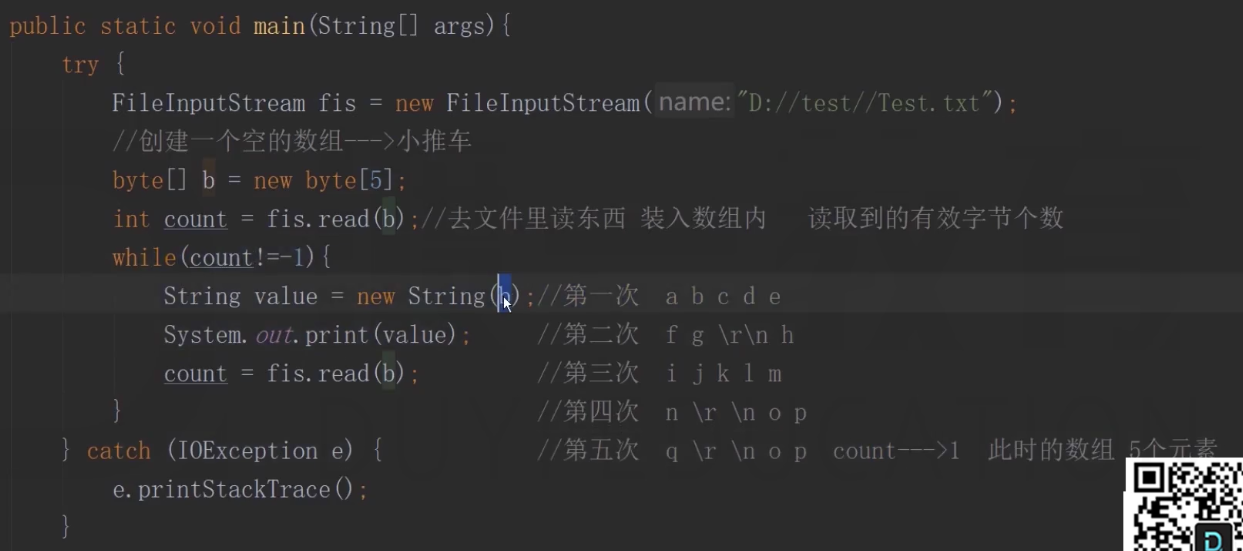 public static void main(String[] args){
try {
FileInputStream fis = new FileInputStream( name: "D://test//Test.txt");
//创建一个空的数组--->小推车
byte[] b = new byte[5];
int count = fis.read(b);//去文件里读东西 装入数组内 读取到的有效字节个数
while(count!=-1){
String value = new String(b);//第一次 a b c d e
System.out.print(value); //第二次 f g \r\n h
count = fis.read(b); //第三次 i j k l m
} //第四次 n \r \n o p
} catch (IOException e) { //第五次 q \r \n o p count--->1 此时的数组 5个元素
e.printStackTrace();
}